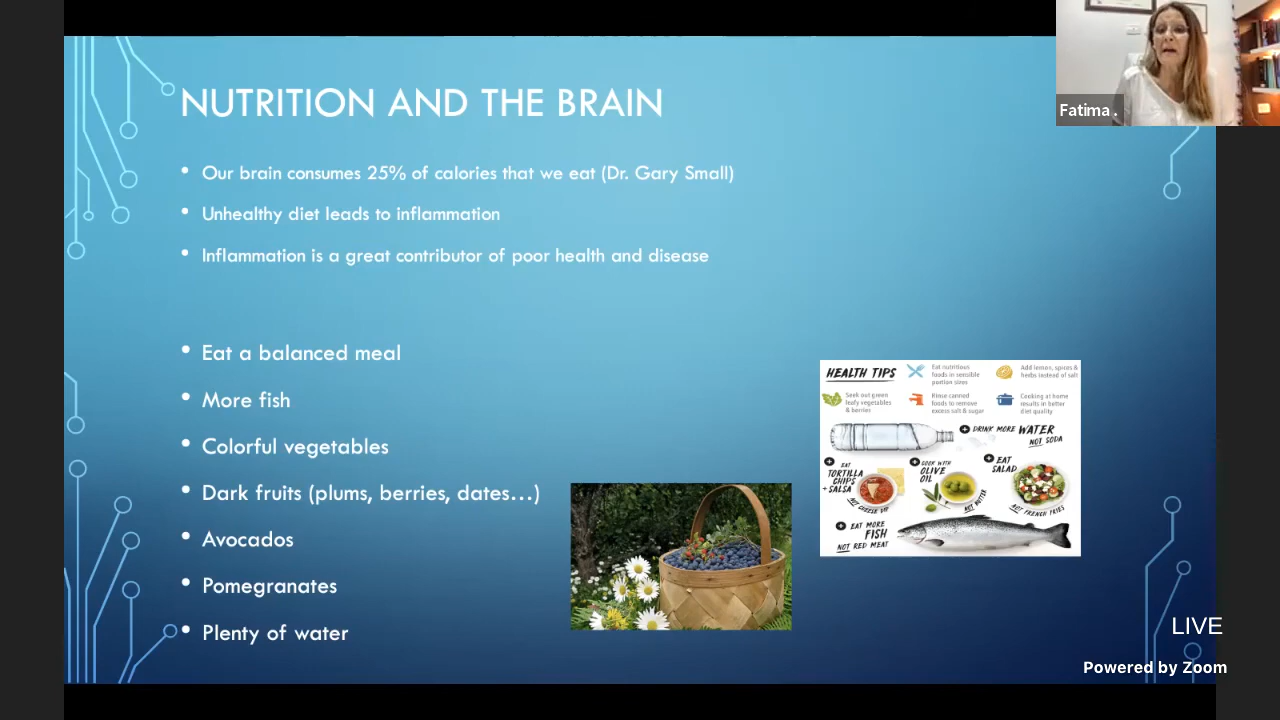 NUTRITION AND THE BRAIN
• Our brain consumes 25% of calories that we eat (Dr. Gary Small)
• Unhealthy diet leads to inflammation
• Inflammation is a great contributor of poor health and disease
• Eat a balanced meal
• More fish
• Colorful vegetables
• Dark fruits (plums, berries, dates…)
• Avocados
• Pomegranates
• Plenty of water
Fatima .
HEALTH TIPS
Eat nutritious
foods in sensible
portion sizes
Add lemon, spices &
herbs instead of salt
Seek out green
leafy vegetables
& berries
Rinse canned
foods to remove
excess salt & sugar
Cooking at home
results in better
diet quality
DRINK MORE WATER
NOT SODA
EAT
TORTILLA
CHIPS
+ SALSA
NOT CHEESE DIP
COOK WITH
OLIVE
OIL
NOT BUTTER
EAT
SALAD
NOT FRENCH FRIES
EAT MORE
FISH
NOT RED MEAT
LIVE
Powered by Zoom